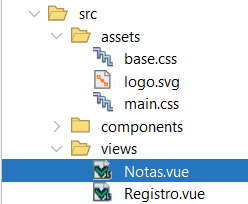 src
assets
base.css
logo.svg
main.css
components
views
Notas.vue
Registro.vue